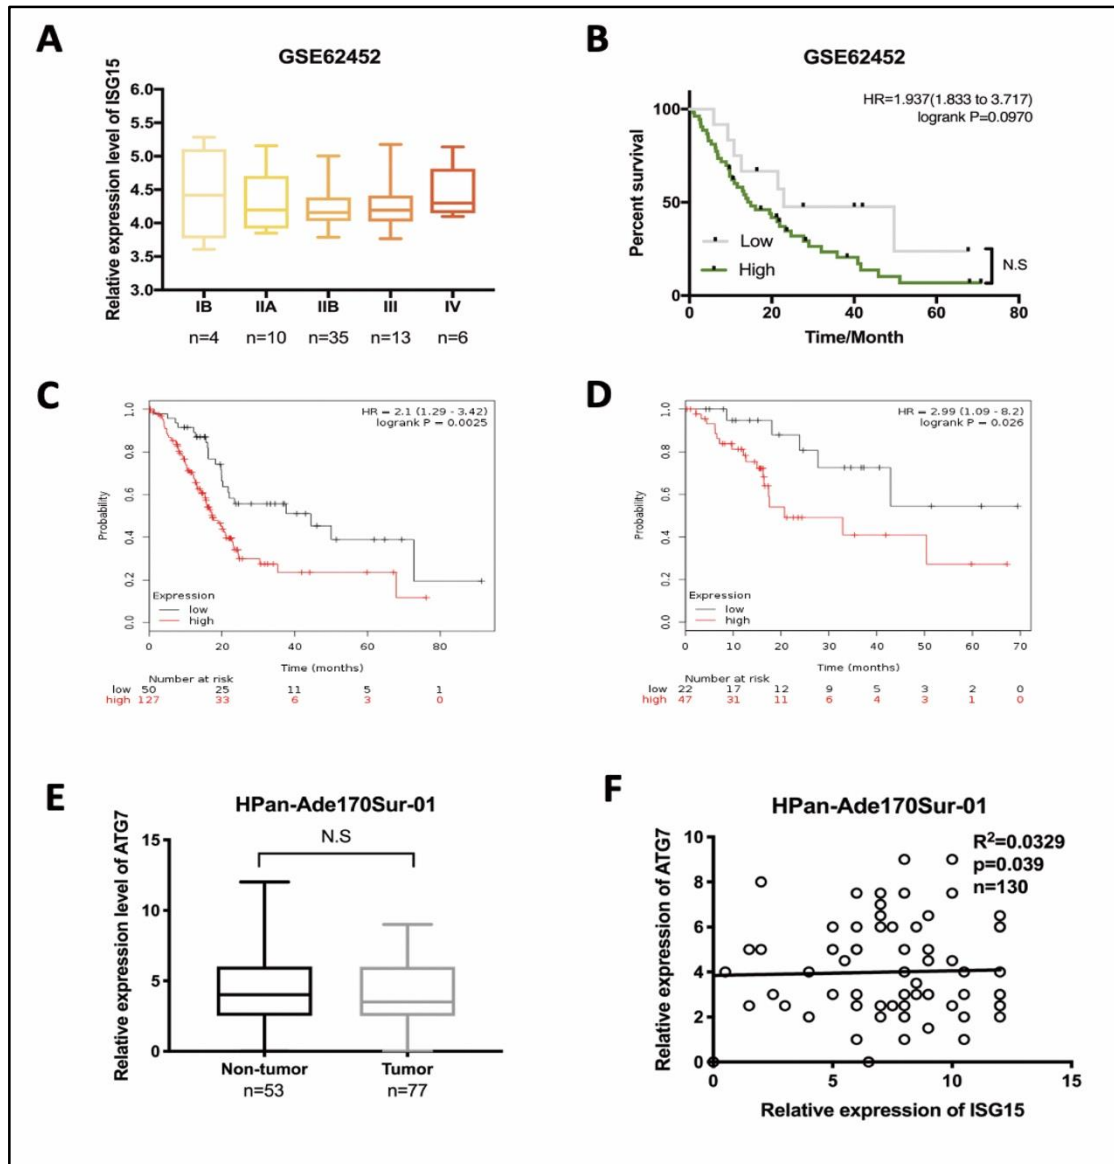 A
GSE62452
Relative expression level of ISG15
6.0
5.5
5.0
4.5
4.0
3.5
3.0
IB IIA IIB III IV
n=4 n=10 n=35 n=13 n=6
B
GSE62452
HR=1.937(1.833 to 3.717)
logrank P=0.0970
Percent survival
100
50
0
Low
High
N.S
0 20 40 60 80
Time/Month
C
HR = 2.1 (1.29 - 3.42)
logrank P = 0.0025
Probability
1.0
0.8
0.6
0.4
0.2
0.0
Expression
low
high
0 20 40 60 80
Time (months)
Number at risk
low 50 25 11 5 1
high 127 33 6 3 0
D
HR = 2.99 (1.09 - 8.2)
logrank P = 0.026
Probability
1.0
0.8
0.6
0.4
0.2
0.0
Expression
low
high
0 10 20 30 40 50 60 70
Time (months)
Number at risk
low 22 17 12 9 5 3 2 0
high 47 31 11 6 4 3 1 0
E
HPan-Ade170Sur-01
Relative expression level of ATG7
15
10
5
0
N.S
Non-tumor Tumor
n=53 n=77
F
HPan-Ade170Sur-01
R²=0.0329
p=0.039
n=130
Relative expression of ATG7
10
8
6
4
2
0
0 5 10 15
Relative expression of ISG15